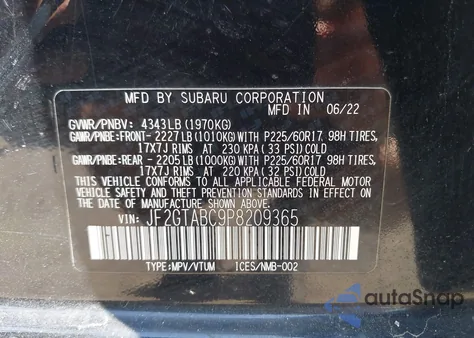 MFD BY SUBARU CORPORATION
MFD IN 06/22
GVWR/PNBV: 4343LB(1970KG)
GAWR/PNBE:FRONT-2227LB(1010KG)WITH P225/60R17 98H TIRES,
17X7J RIMS AT 230 KPA(33 PSI)COLD
GAWR/PNBE:REAR -2205LB(1000KG)WITH P225/60R17 98H TIRES,
17X7J RIMS AT 220 KPA(32 PSI)COLD
THIS VEHICLE CONFORMS TO ALL APPLICABLE FEDERAL
MOTOR VEHICLE SAFETY STANDARDS IN EFFECT
ON THE DATE OF MANUFACTURE SHOWN ABOVE.
VIN: JF2GTABC9P8209365
TYPE:MPV/VTUM ICES/NMB-002
autoSnap